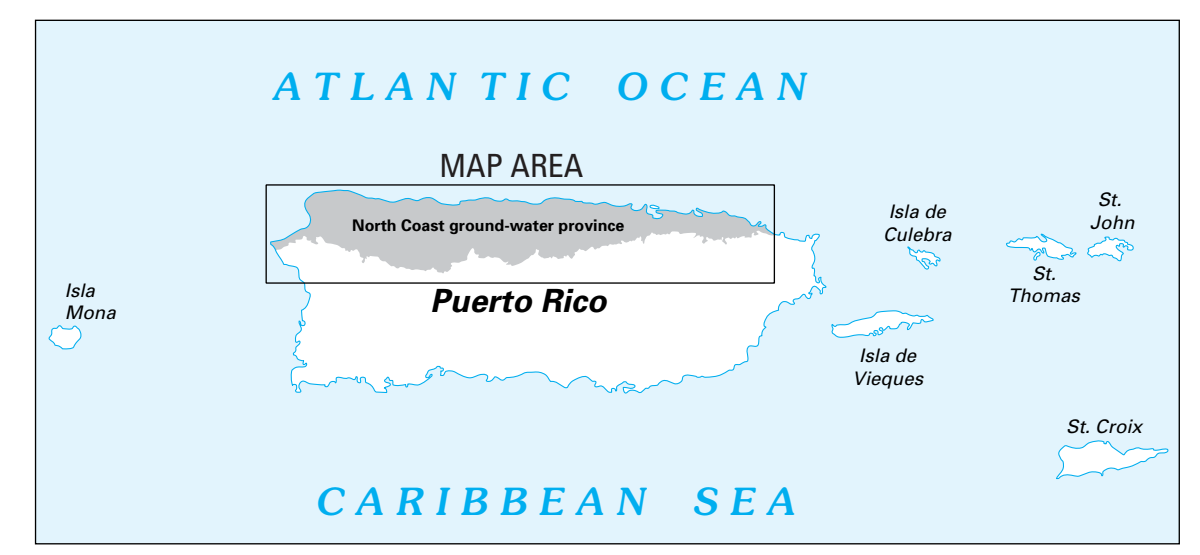 ATLANTIC OCEAN
MAP AREA
North Coast ground-water province
Puerto Rico
Isla
Mona
Isla de
Culebra
St.
John
St.
Thomas
Isla de
Vieques
St. Croix
CARIBBEAN SEA